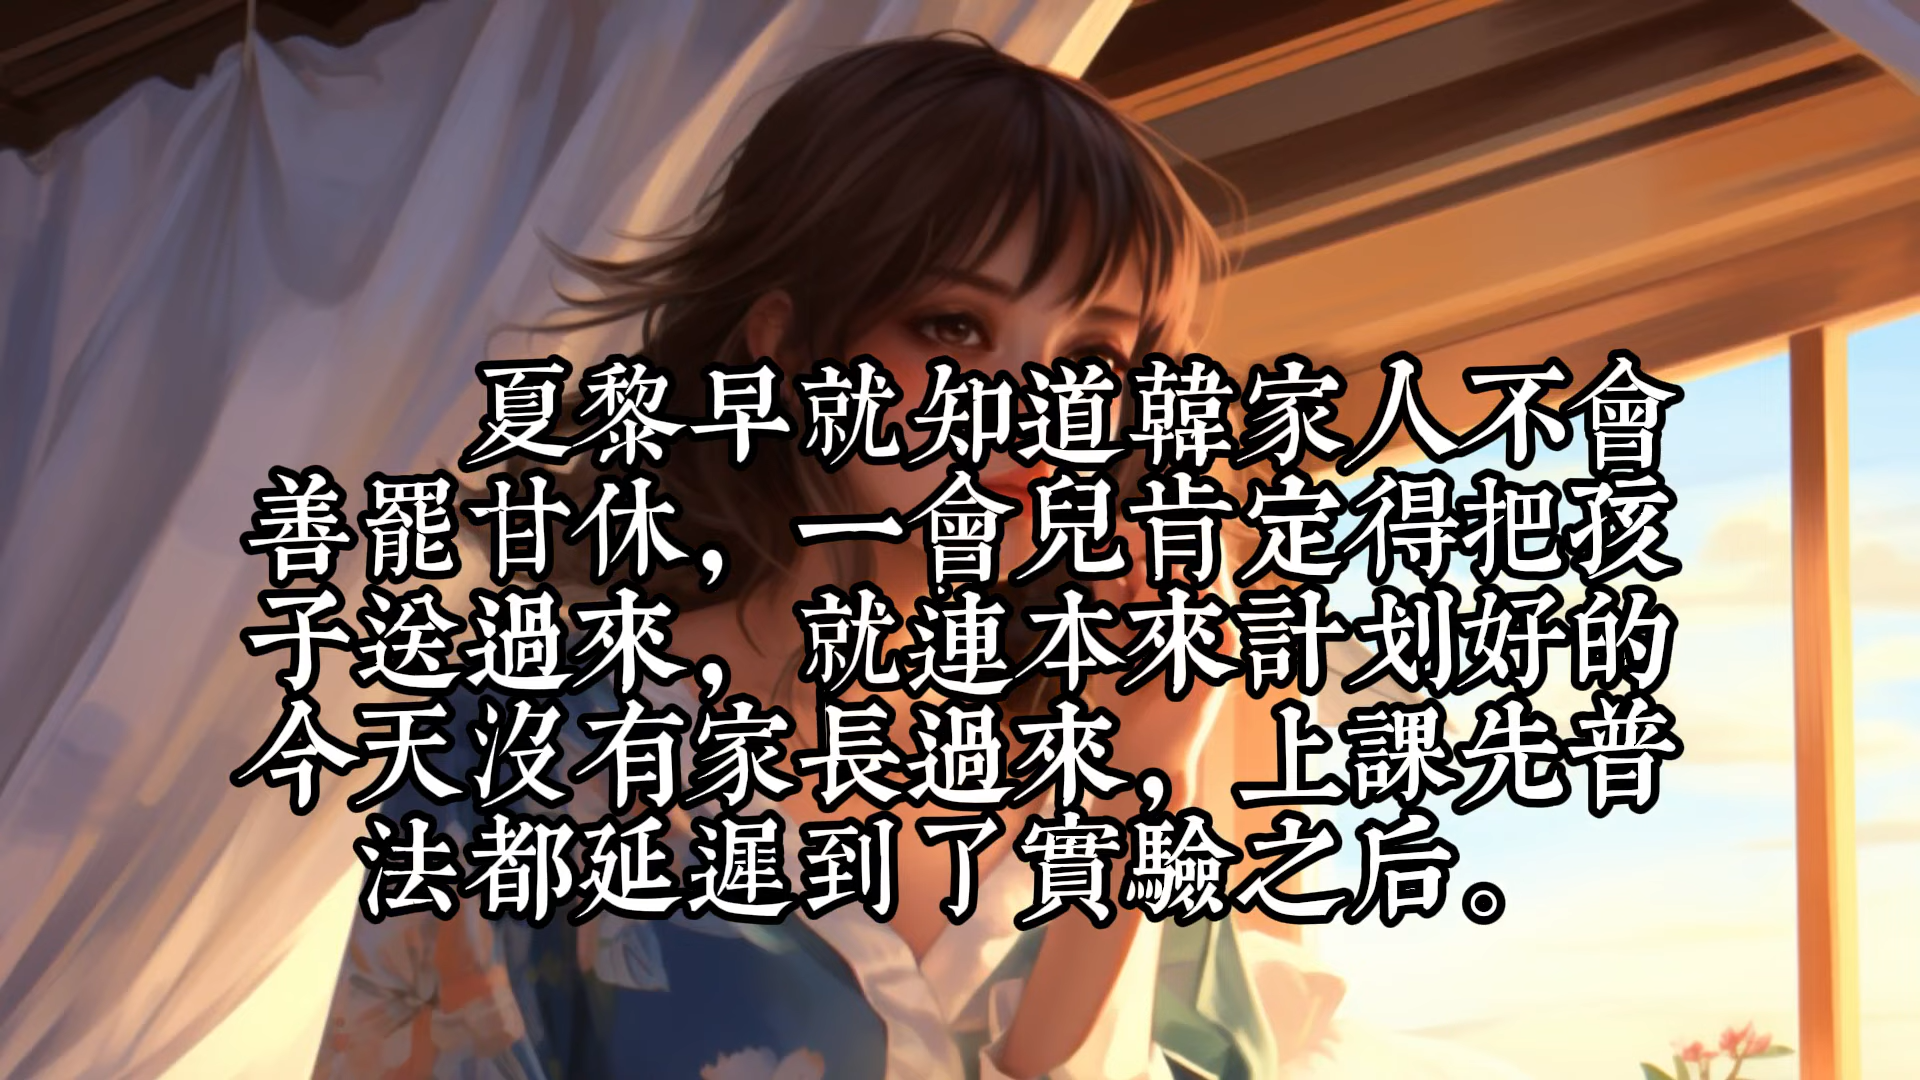 夏黎早就知道韓家人不會
善罷甘休，一會兒肯定得把孩
子送過來，就連本來計划好的
今天沒有家長過來，上課先普
法都延遲到了實驗之后。